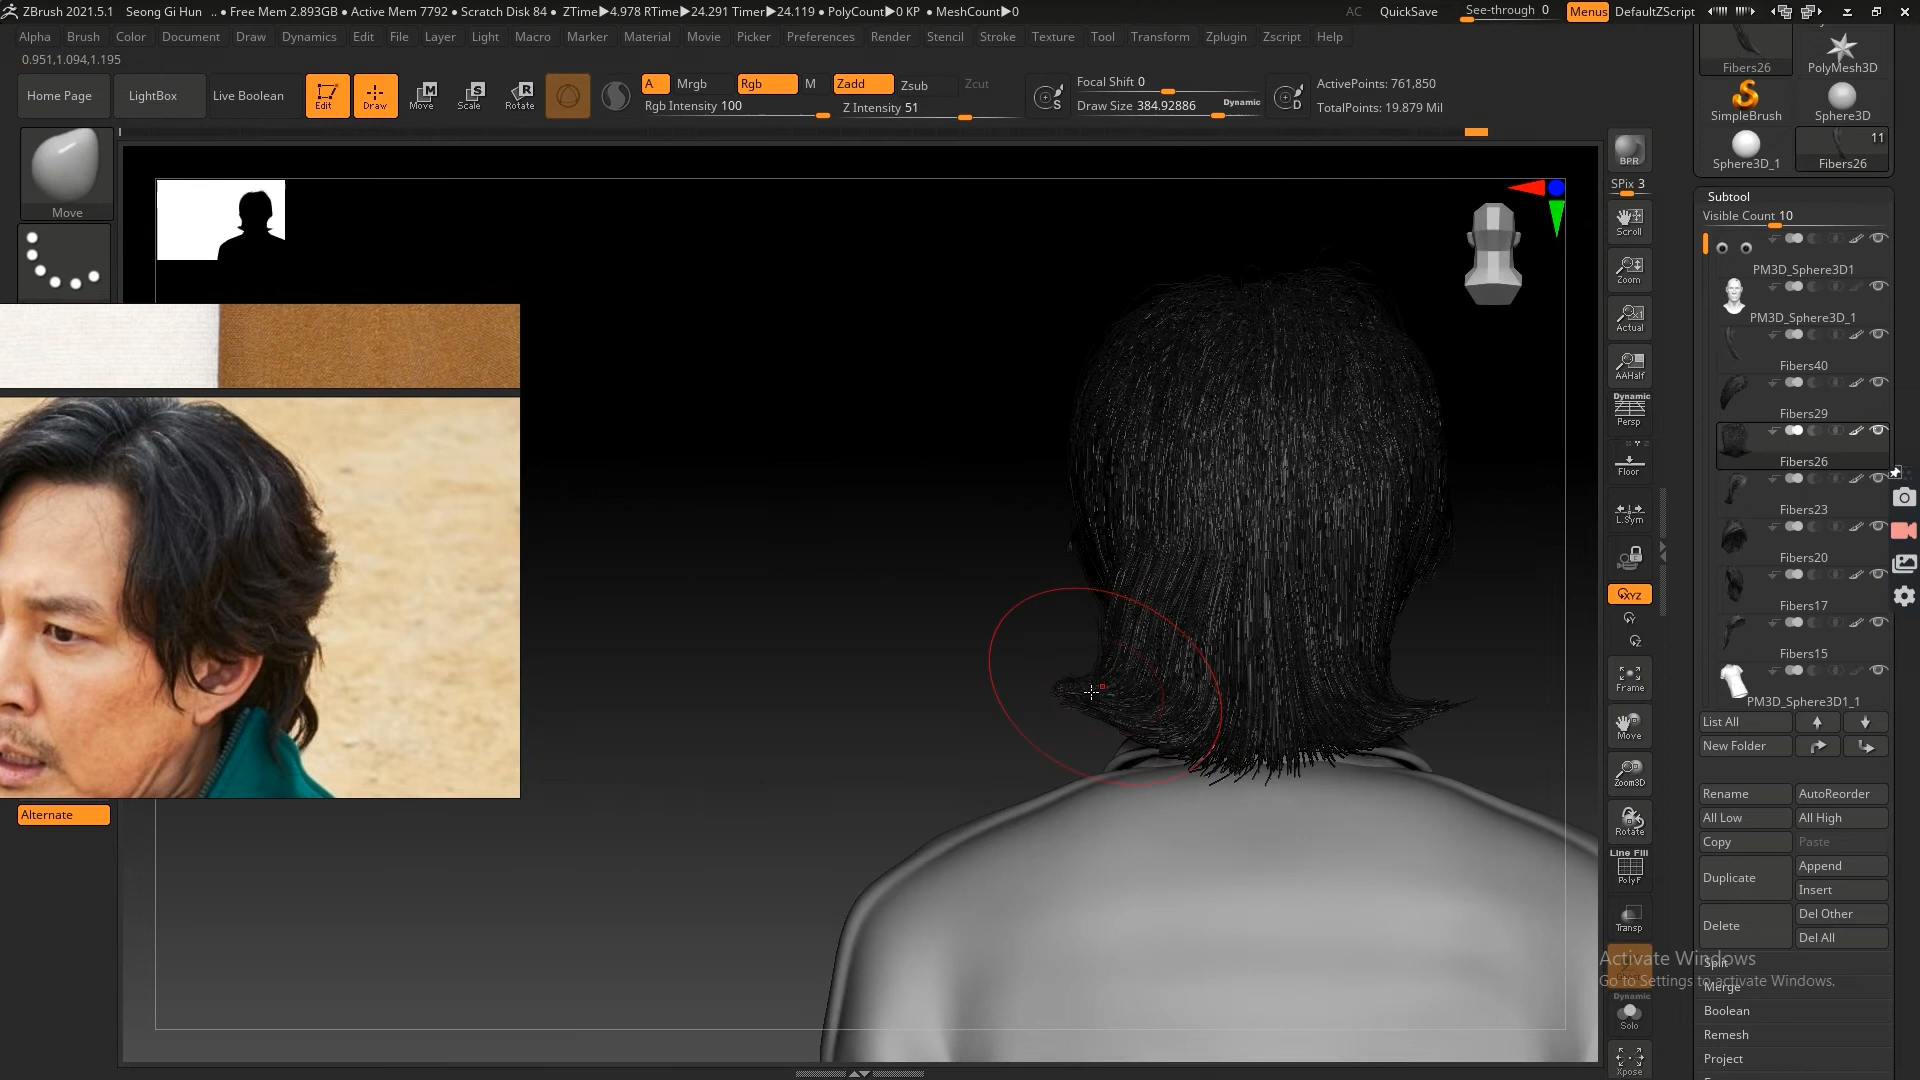 ZBrush 2021.5.1 Seong Gi Hun .. ● Free Mem 2.893GB ● Active Mem 7792 ● Scratch Disk 84 ● ZTime▶4.978 RTime▶24.291 Timer▶24.119 ● PolyCount▶0 KP ● MeshCount▶0 AC QuickSave See-through 0 Menus DefaultZScript
Alpha Brush Color Document Draw Dynamics Edit File Layer Light Macro Marker Material Movie Picker Preferences Render Stencil Stroke Texture Tool Transform Zplugin Zscript Help
0.951,1.094,1.195
Home Page LightBox Live Boolean Edit Draw Move Scale Rotate
A Mrgb Rgb M Zadd Zsub Zcut
Rgb Intensity 100 Z Intensity 51
Focal Shift 0
Draw Size 384.92886 Dynamic
ActivePoints: 761,850
TotalPoints: 19.879 Mil
Move
Alternate
BPR
SPix 3
Scroll
Zoom
Actual
AAHalf
Dynamic
Persp
Floor
L.Sym
XYZ
Frame
Move
Zoom3D
Rotate
Line Fill
PolyF
Transp
Dynamic
Solo
Xpose
Fibers26 PolyMesh3D
SimpleBrush Sphere3D
11
Sphere3D_1 Fibers26
Subtool
Visible Count 10
PM3D_Sphere3D1
PM3D_Sphere3D_1
Fibers40
Fibers29
Fibers26
Fibers23
Fibers20
Fibers17
Fibers15
PM3D_Sphere3D1_1
List All
New Folder
Rename AutoReorder
All Low All High
Copy Paste
Duplicate Append
Insert
Delete Del Other
Del All
Split
Merge
Boolean
Remesh
Project
Activate Windows
Go to Settings to activate Windows.